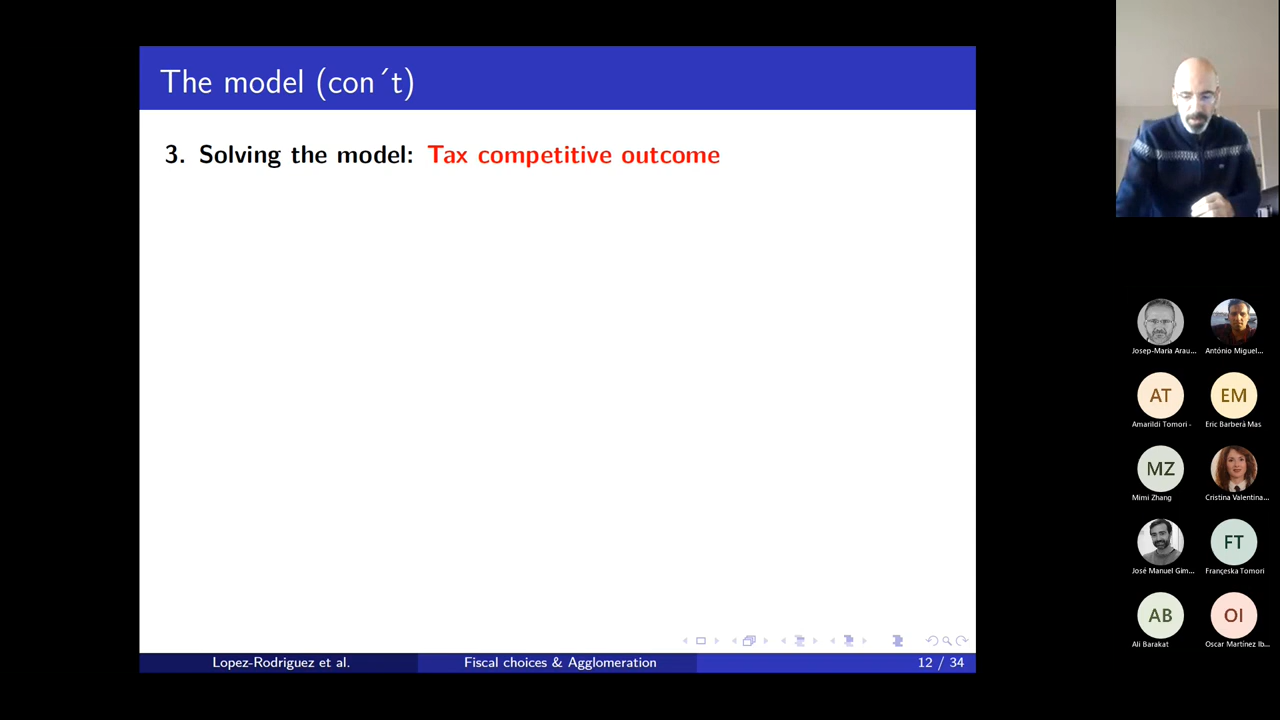 The model (con´t)
3. Solving the model: Tax competitive outcome
Lopez-Rodriguez et al.
Fiscal choices & Agglomeration
12 / 34
Josep-Maria Arau...
António Miguel...
AT
EM
Amarildi Tomori -
Eric Barberá Mas
MZ
Mimi Zhang
Cristina Valentina...
FT
José Manuel Gim...
Françeska Tomori
AB
OI
Ali Barakat
Oscar Martínez Ib...